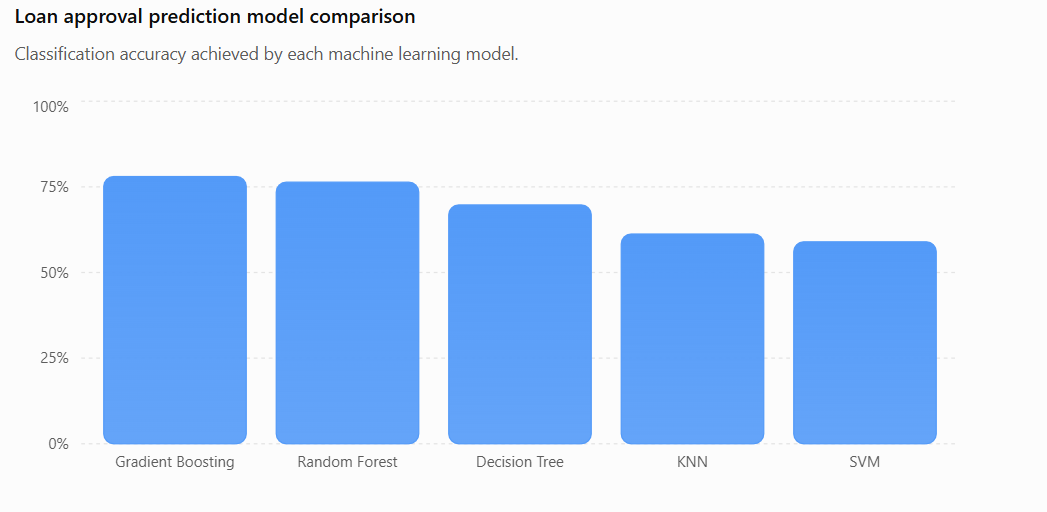 Loan approval prediction model comparison
Classification accuracy achieved by each machine learning model.
100%
75%
50%
25%
0%
Gradient Boosting Random Forest Decision Tree KNN SVM